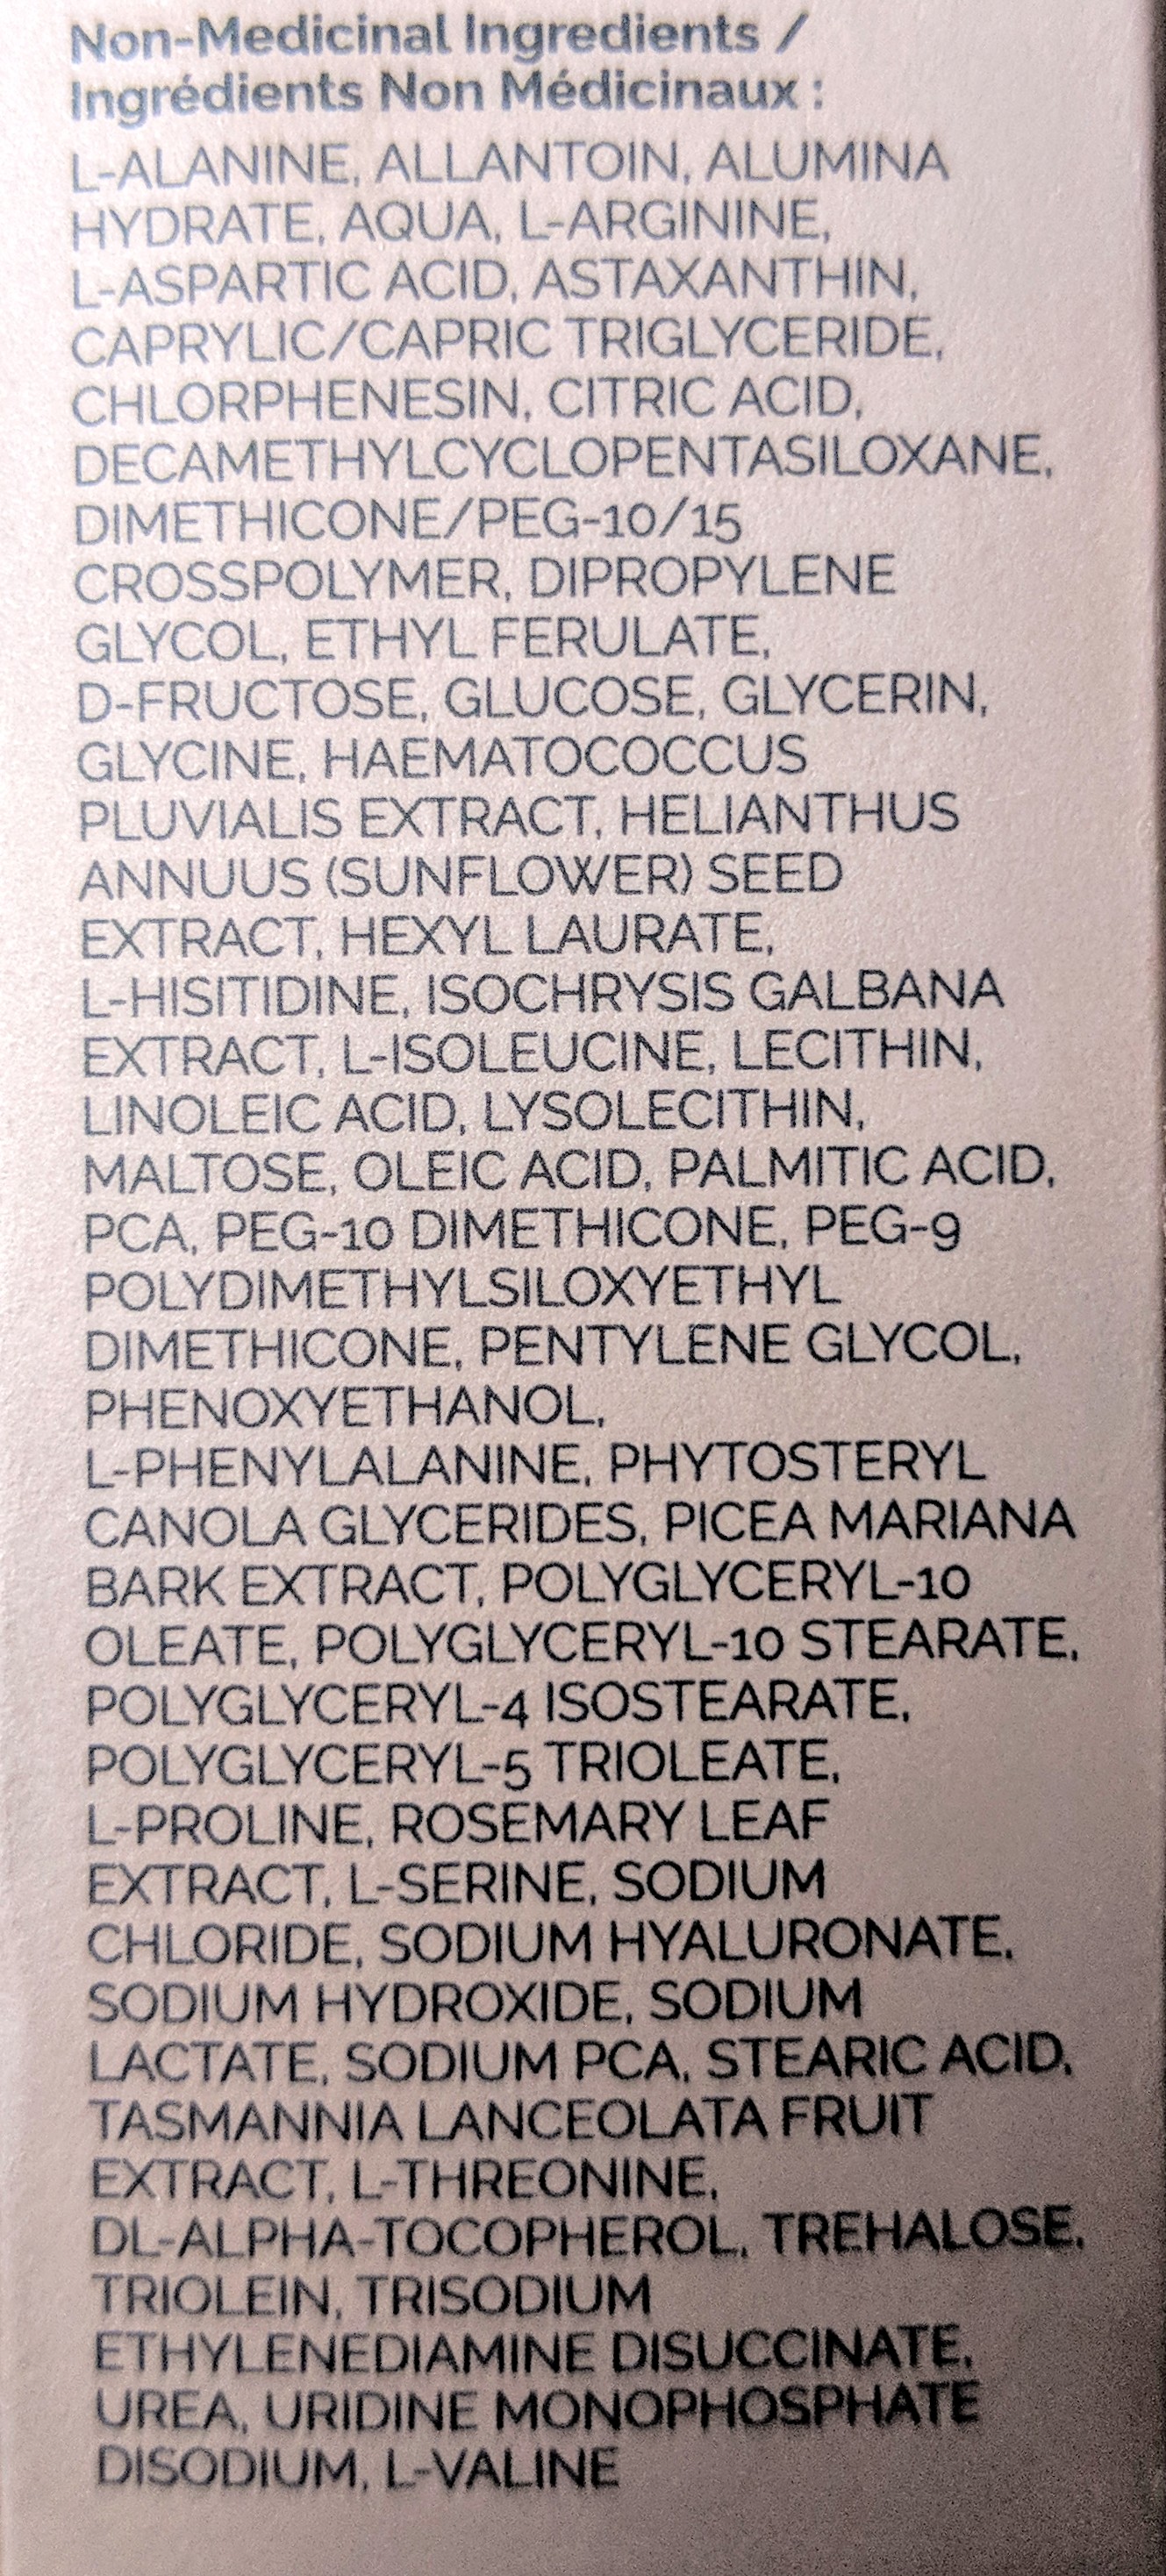 Non-Medicinal Ingredients /
Ingrédients Non Médicinaux :
L-ALANINE, ALLANTOIN, ALUMINA
HYDRATE, AQUA, L-ARGININE,
L-ASPARTIC ACID, ASTAXANTHIN,
CAPRYLIC/CAPRIC TRIGLYCERIDE,
CHLORPHENESIN, CITRIC ACID,
DECAMETHYLCYCLOPENTASILOXANE,
DIMETHICONE/PEG-10/15
CROSSPOLYMER, DIPROPYLENE
GLYCOL, ETHYL FERULATE,
D-FRUCTOSE, GLUCOSE, GLYCERIN,
GLYCINE, HAEMATOCOCCUS
PLUVIALIS EXTRACT, HELIANTHUS
ANNUUS (SUNFLOWER) SEED
EXTRACT, HEXYL LAURATE,
L-HISITIDINE, ISOCHRYSIS GALBANA
EXTRACT, L-ISOLEUCINE, LECITHIN,
LINOLEIC ACID, LYSOLECITHIN,
MALTOSE, OLEIC ACID, PALMITIC ACID,
PCA, PEG-10 DIMETHICONE, PEG-9
POLYDIMETHYLSILOXYETHYL
DIMETHICONE, PENTYLENE GLYCOL,
PHENOXYETHANOL,
L-PHENYLALANINE, PHYTOSTERYL
CANOLA GLYCERIDES, PICEA MARIANA
BARK EXTRACT, POLYGLYCERYL-10
OLEATE, POLYGLYCERYL-10 STEARATE,
POLYGLYCERYL-4 ISOSTEARATE,
POLYGLYCERYL-5 TRIOLEATE,
L-PROLINE, ROSEMARY LEAF
EXTRACT, L-SERINE, SODIUM
CHLORIDE, SODIUM HYALURONATE,
SODIUM HYDROXIDE, SODIUM
LACTATE, SODIUM PCA, STEARIC ACID,
TASMANNIA LANCEOLATA FRUIT
EXTRACT, L-THREONINE,
DL-ALPHA-TOCOPHEROL, TREHALOSE,
TRIOLEIN, TRISODIUM
ETHYLENEDIAMINE DISUCCINATE,
UREA, URIDINE MONOPHOSPHATE
DISODIUM, L-VALINE